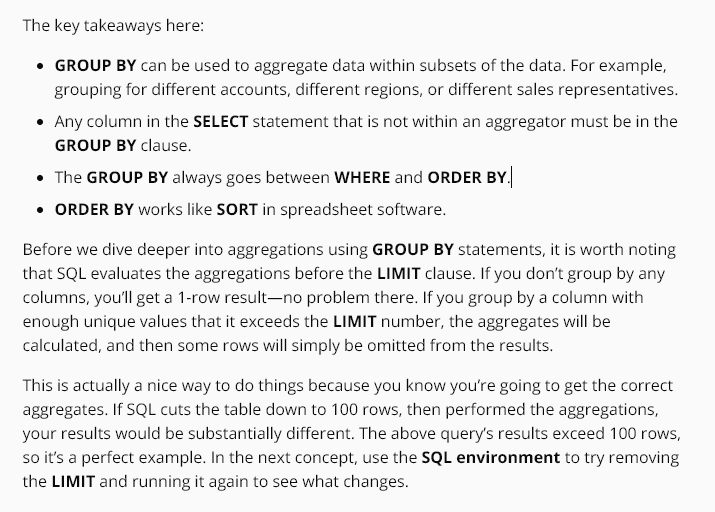 The key takeaways here:
• GROUP BY can be used to aggregate data within subsets of the data. For example,
grouping for different accounts, different regions, or different sales representatives.
• Any column in the SELECT statement that is not within an aggregator must be in the
GROUP BY clause.
• The GROUP BY always goes between WHERE and ORDER BY.
• ORDER BY works like SORT in spreadsheet software.
Before we dive deeper into aggregations using GROUP BY statements, it is worth noting
that SQL evaluates the aggregations before the LIMIT clause. If you don’t group by any
columns, you’ll get a 1-row result—no problem there. If you group by a column with
enough unique values that it exceeds the LIMIT number, the aggregates will be
calculated, and then some rows will simply be omitted from the results.
This is actually a nice way to do things because you know you’re going to get the correct
aggregates. If SQL cuts the table down to 100 rows, then performed the aggregations,
your results would be substantially different. The above query’s results exceed 100 rows,
so it’s a perfect example. In the next concept, use the SQL environment to try removing
the LIMIT and running it again to see what changes.